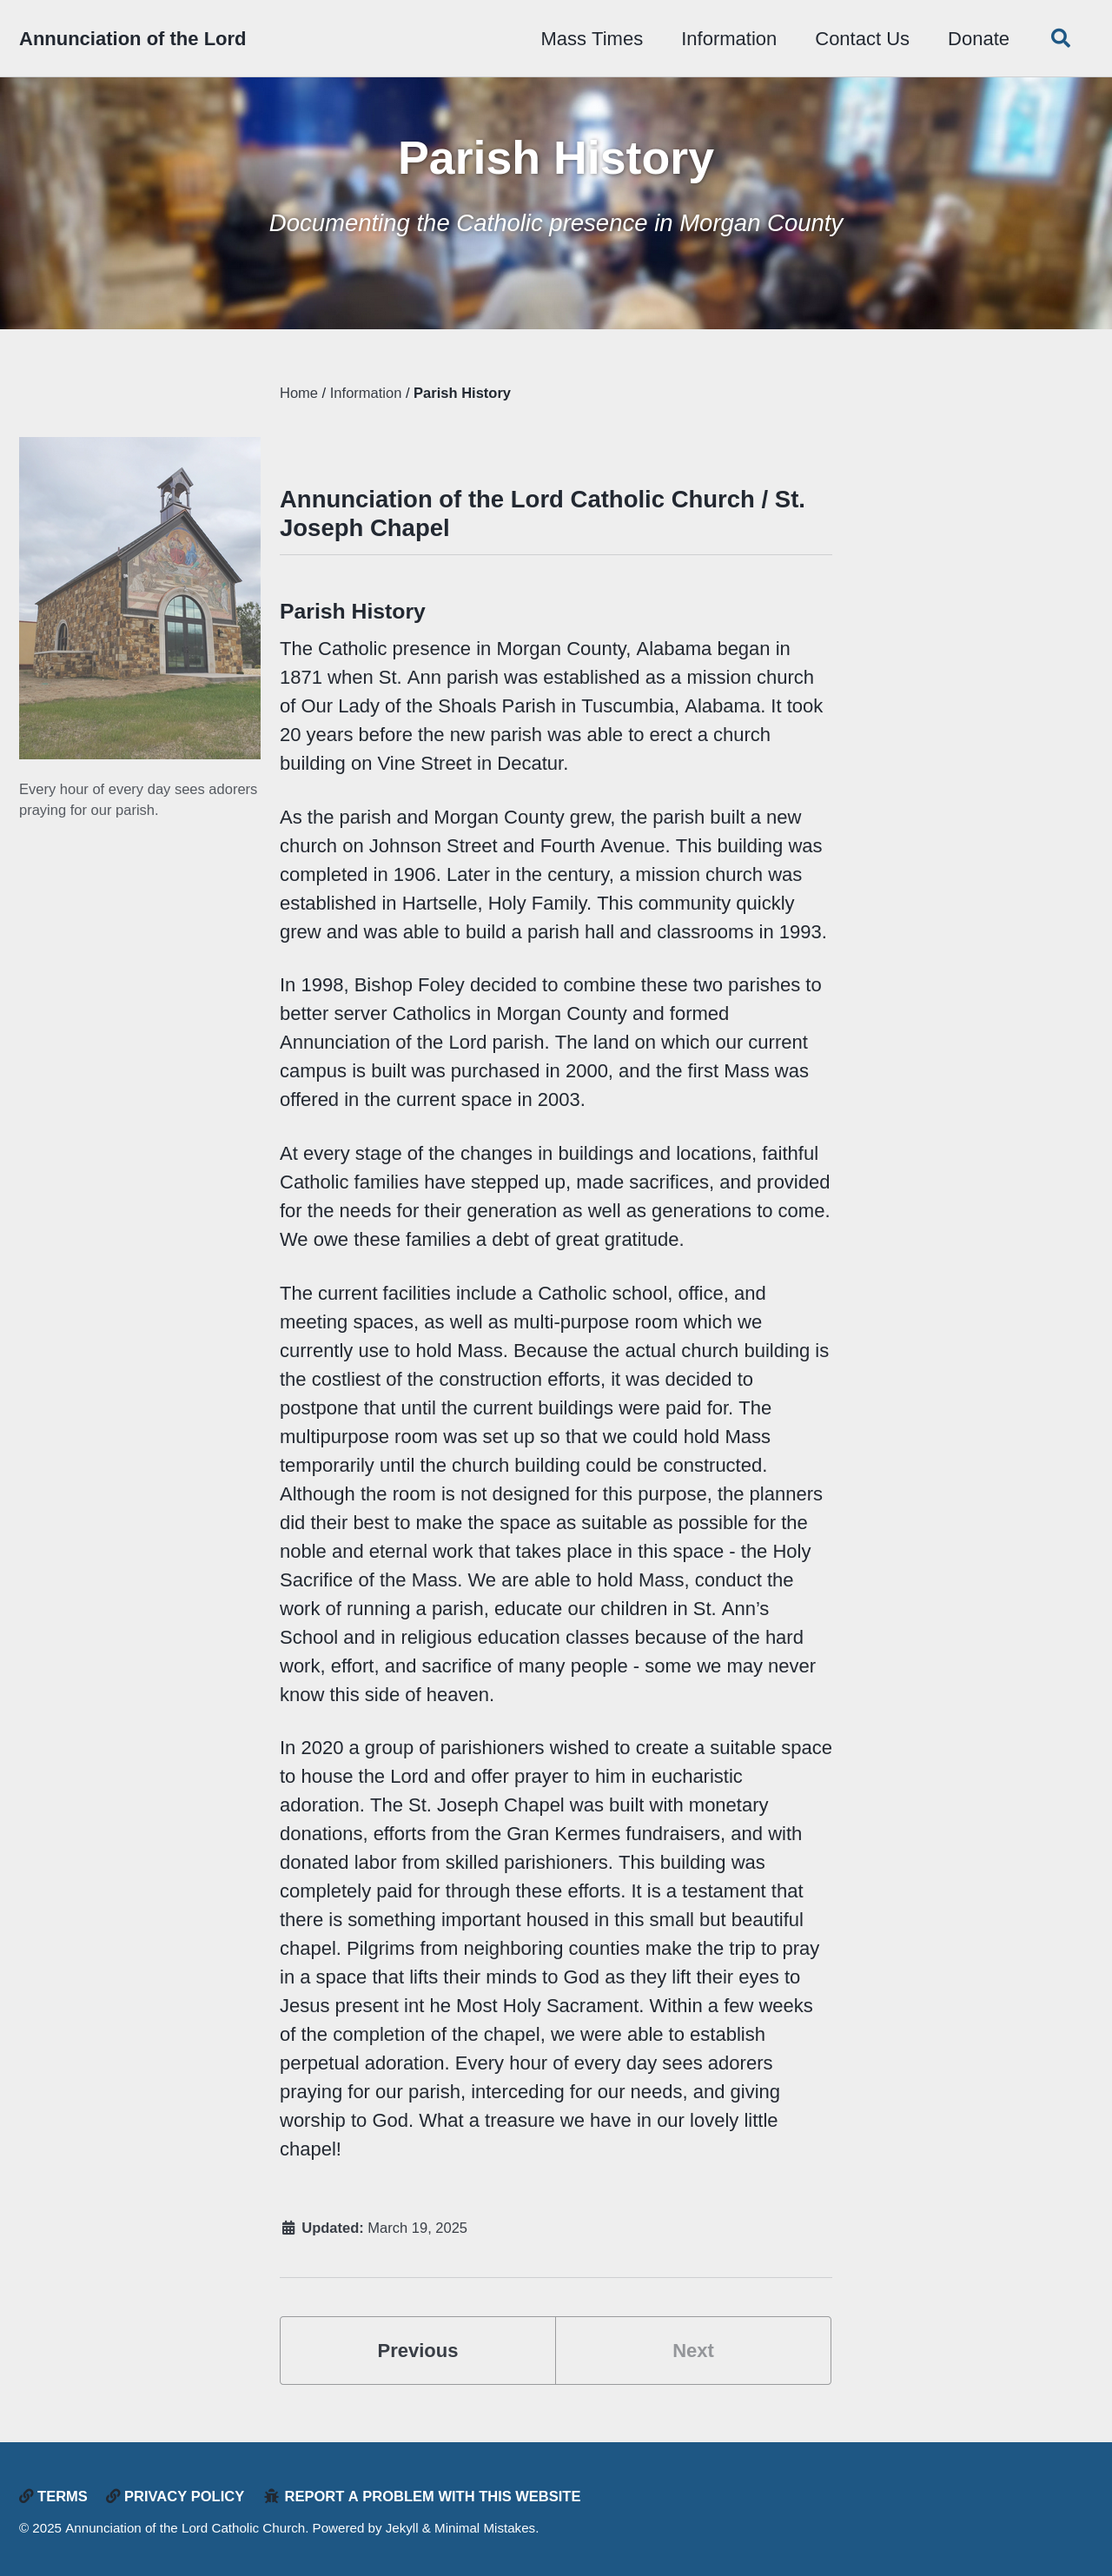 Annunciation of the Lord
Mass Times
Information
Contact Us
Donate
Parish History
Documenting the Catholic presence in Morgan County
Home / Information / Parish History
Every hour of every day sees adorers
praying for our parish.
Annunciation of the Lord Catholic Church / St.
Joseph Chapel
Parish History
The Catholic presence in Morgan County, Alabama began in
1871 when St. Ann parish was established as a mission church
of Our Lady of the Shoals Parish in Tuscumbia, Alabama. It took
20 years before the new parish was able to erect a church
building on Vine Street in Decatur.
As the parish and Morgan County grew, the parish built a new
church on Johnson Street and Fourth Avenue. This building was
completed in 1906. Later in the century, a mission church was
established in Hartselle, Holy Family. This community quickly
grew and was able to build a parish hall and classrooms in 1993.
In 1998, Bishop Foley decided to combine these two parishes to
better server Catholics in Morgan County and formed
Annunciation of the Lord parish. The land on which our current
campus is built was purchased in 2000, and the first Mass was
offered in the current space in 2003.
At every stage of the changes in buildings and locations, faithful
Catholic families have stepped up, made sacrifices, and provided
for the needs for their generation as well as generations to come.
We owe these families a debt of great gratitude.
The current facilities include a Catholic school, office, and
meeting spaces, as well as multi-purpose room which we
currently use to hold Mass. Because the actual church building is
the costliest of the construction efforts, it was decided to
postpone that until the current buildings were paid for. The
multipurpose room was set up so that we could hold Mass
temporarily until the church building could be constructed.
Although the room is not designed for this purpose, the planners
did their best to make the space as suitable as possible for the
noble and eternal work that takes place in this space - the Holy
Sacrifice of the Mass. We are able to hold Mass, conduct the
work of running a parish, educate our children in St. Ann’s
School and in religious education classes because of the hard
work, effort, and sacrifice of many people - some we may never
know this side of heaven.
In 2020 a group of parishioners wished to create a suitable space
to house the Lord and offer prayer to him in eucharistic
adoration. The St. Joseph Chapel was built with monetary
donations, efforts from the Gran Kermes fundraisers, and with
donated labor from skilled parishioners. This building was
completely paid for through these efforts. It is a testament that
there is something important housed in this small but beautiful
chapel. Pilgrims from neighboring counties make the trip to pray
in a space that lifts their minds to God as they lift their eyes to
Jesus present int he Most Holy Sacrament. Within a few weeks
of the completion of the chapel, we were able to establish
perpetual adoration. Every hour of every day sees adorers
praying for our parish, interceding for our needs, and giving
worship to God. What a treasure we have in our lovely little
chapel!
Updated: March 19, 2025
Previous
Next
TERMS
PRIVACY POLICY
REPORT A PROBLEM WITH THIS WEBSITE
© 2025 Annunciation of the Lord Catholic Church. Powered by Jekyll & Minimal Mistakes.